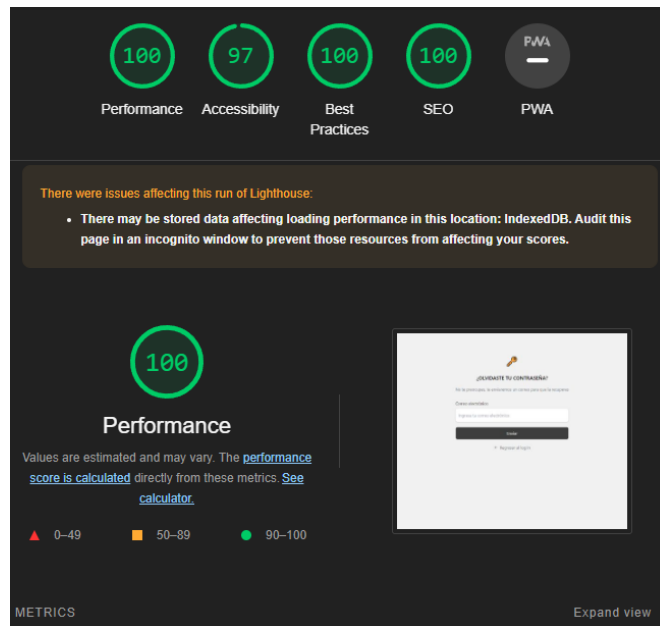 100
97
100
100
PWA
Performance
Accessibility
Best
Practices
SEO
PWA
There were issues affecting this run of Lighthouse:
• There may be stored data affecting loading performance in this location: IndexedDB. Audit this
page in an incognito window to prevent those resources from affecting your scores.
100
Performance
Values are estimated and may vary. The performance
score is calculated directly from these metrics. See
calculator.
0–49
50–89
90–100
¿OLVIDASTE TU CONTRASEÑA?
Correo electrónico
Enviar
METRICS
Expand view